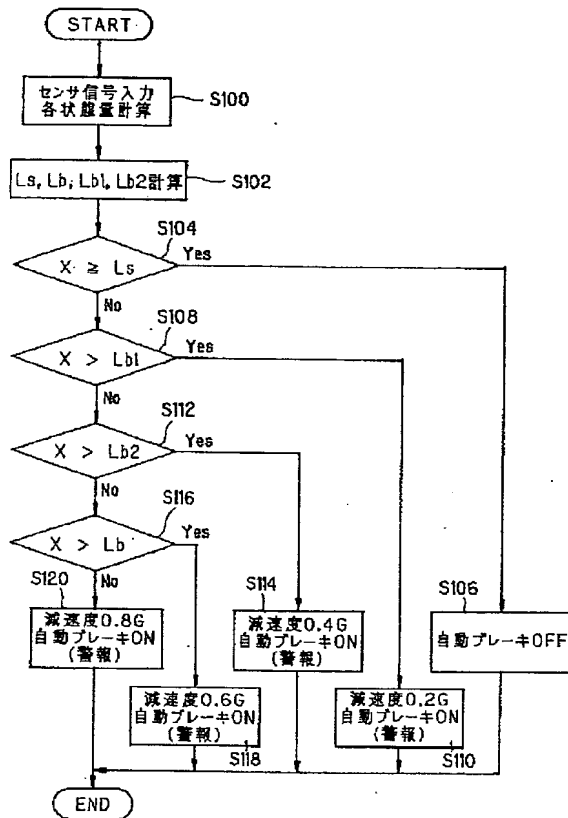 START
センサ信号入力
各状態量計算
S100
Ls, Lb, Lb1, Lb2計算
S102
S104
X ≧ Ls
Yes
No
S108
X > Lb1
Yes
No
S112
X > Lb2
Yes
No
S116
X > Lb
Yes
No
S120
減速度0.8G
自動ブレーキON
(警報)
S114
減速度0.4G
自動ブレーキON
(警報)
S106
自動ブレーキOFF
減速度0.6G
自動ブレーキON
(警報)
S118
減速度0.2G
自動ブレーキON
(警報)
S110
END